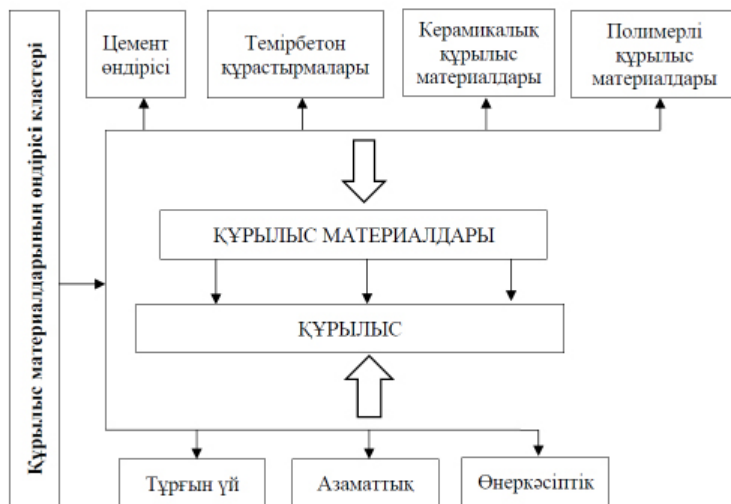 Құрылыс материалдарының өндірісі кластері
Цемент
өндірісі
Темірбетон
құрастырмалары
Керамикалық
құрылыс
материалдары
Полимерлі
құрылыс
материалдары
ҚҰРЫЛЫС МАТЕРИАЛДАРЫ
ҚҰРЫЛЫС
Тұрғын үй
Азаматтық
Өнеркәсіптік